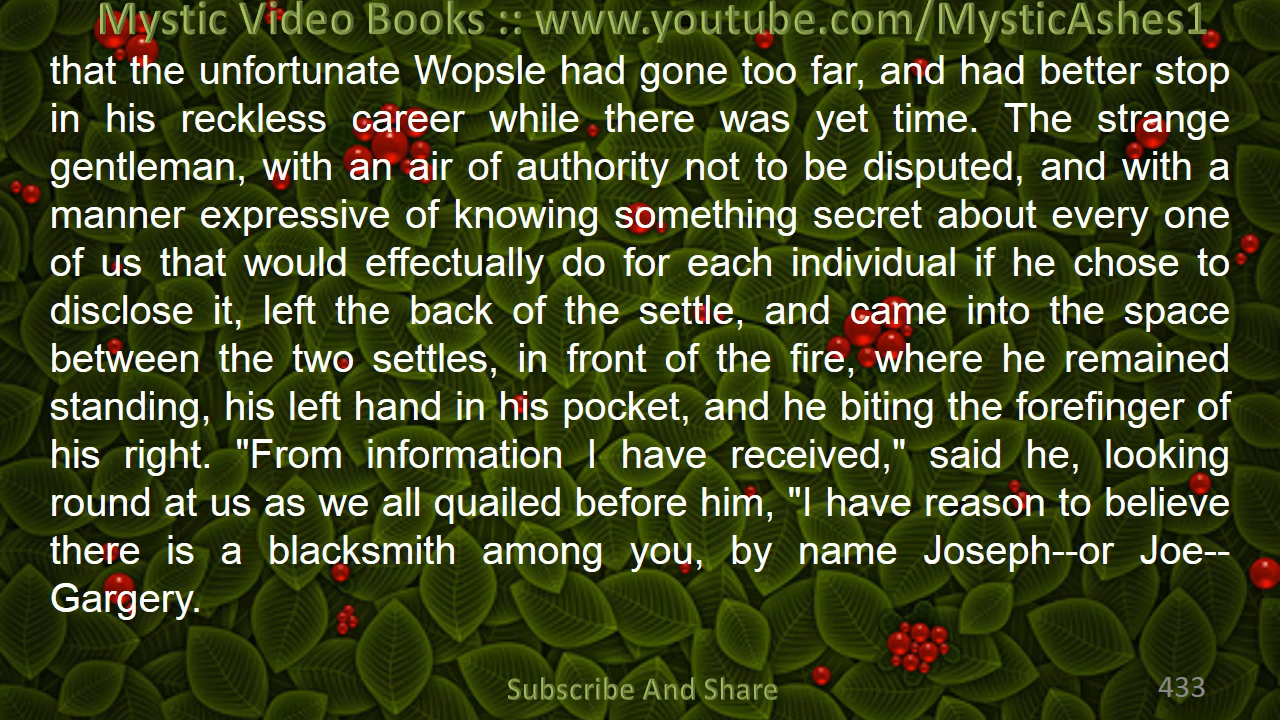 Mystic Video Books :: www.youtube.com/MysticAshes1
that the unfortunate Wopsle had gone too far, and had better stop
in his reckless career while there was yet time. The strange
gentleman, with an air of authority not to be disputed, and with a
manner expressive of knowing something secret about every one
of us that would effectually do for each individual if he chose to
disclose it, left the back of the settle, and came into the space
between the two settles, in front of the fire, where he remained
standing, his left hand in his pocket, and he biting the forefinger of
his right. "From information I have received," said he, looking
round at us as we all quailed before him, "I have reason to believe
there is a blacksmith among you, by name Joseph--or Joe--
Gargery.
Subscribe And Share
433